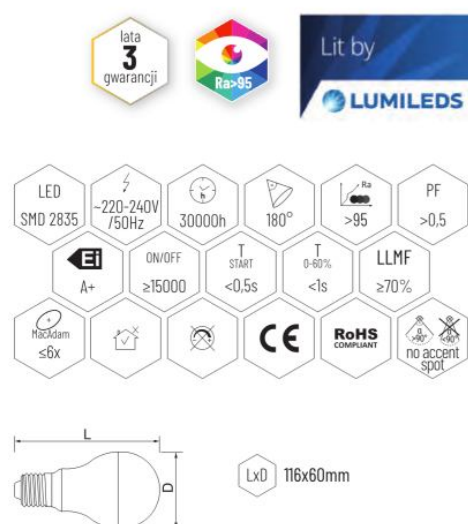 lata
3
gwarancji
Ra>95
Lit by
LUMILEDS
LED
SMD 2835
~220-240V
/50Hz
30000h
180°
Ra
>95
PF
>0,5
Ei
A+
ON/OFF
≥15000
T
START
<0,5s
T
0-60%
<1s
LLMF
≥70%
MacAdam
≤6x
CE
RoHS
COMPLIANT
α
>90°
α
<90°
no accent
spot
L
D
LxD
116x60mm